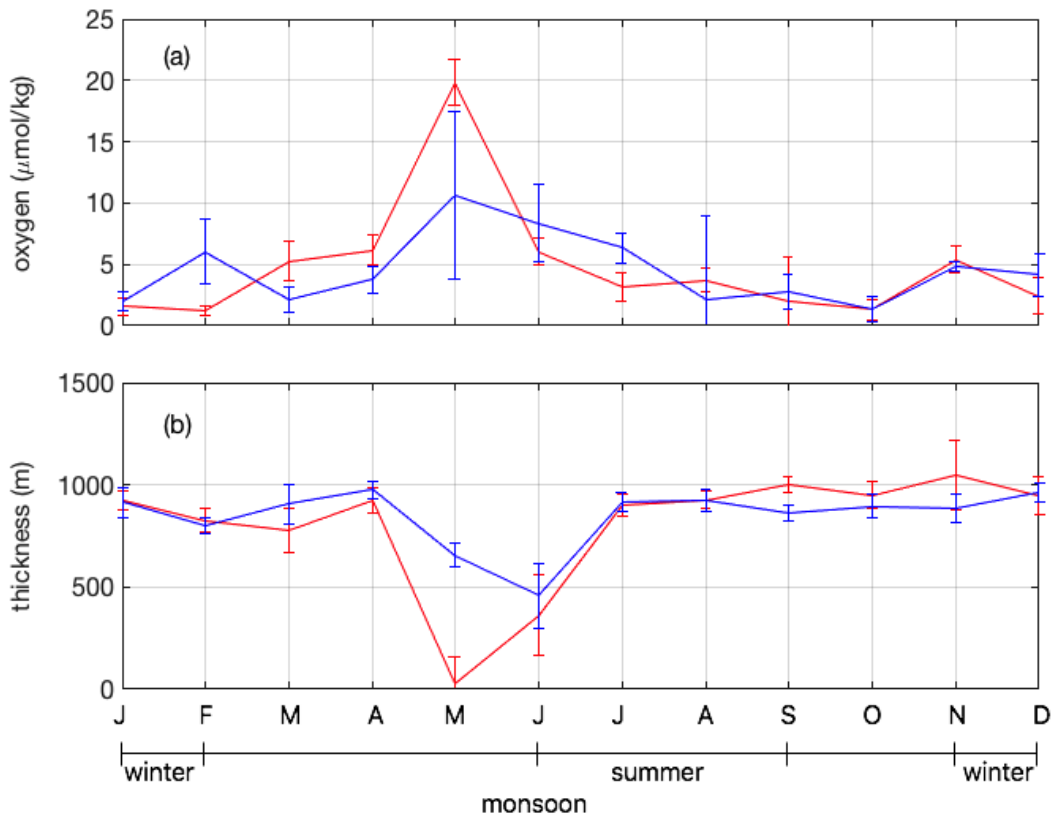 (a)
oxygen (μmol/kg)
25
20
15
10
5
0
(b)
thickness (m)
1500
1000
500
0
J F M A M J J A S O N D
winter summer winter
monsoon